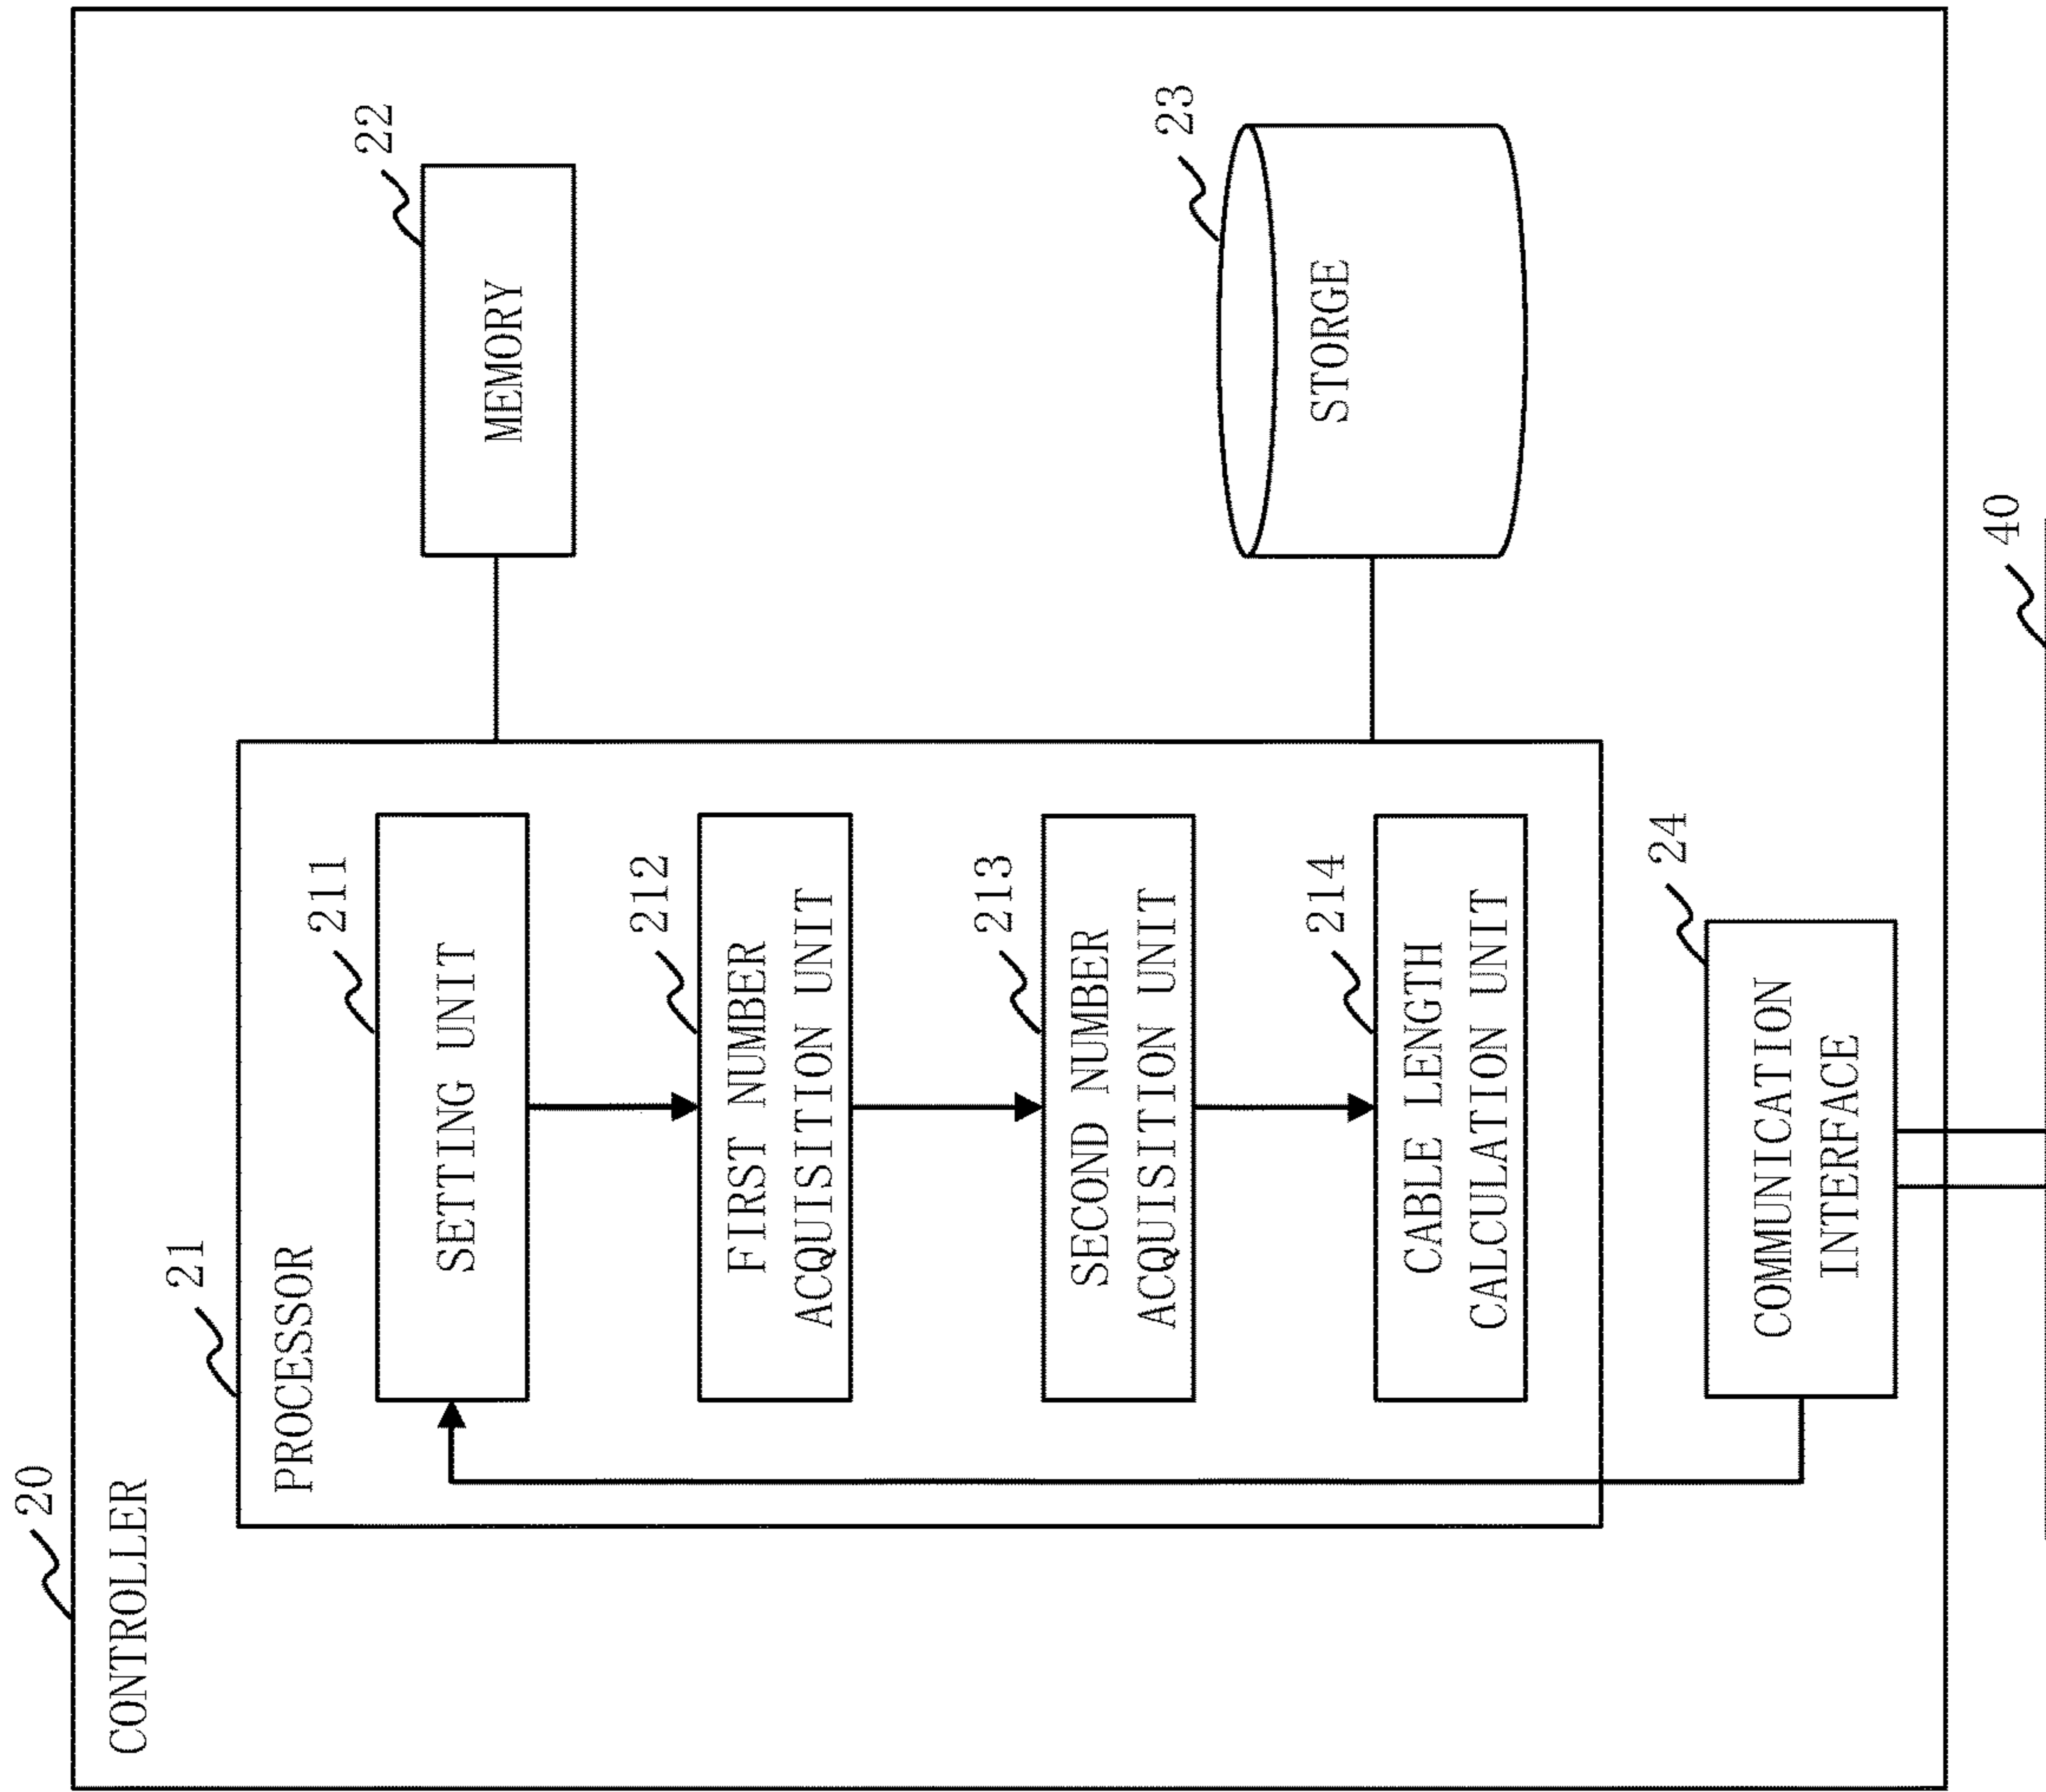 20
CONTROLLER
21
PROCESSOR
22
MEMORY
211
SETTING UNIT
212
FIRST NUMBER
ACQUISITION UNIT
213
SECOND NUMBER
ACQUISITION UNIT
23
STORGE
214
CABLE LENGTH
CALCULATION UNIT
24
COMMUNICATION
INTERFACE
40